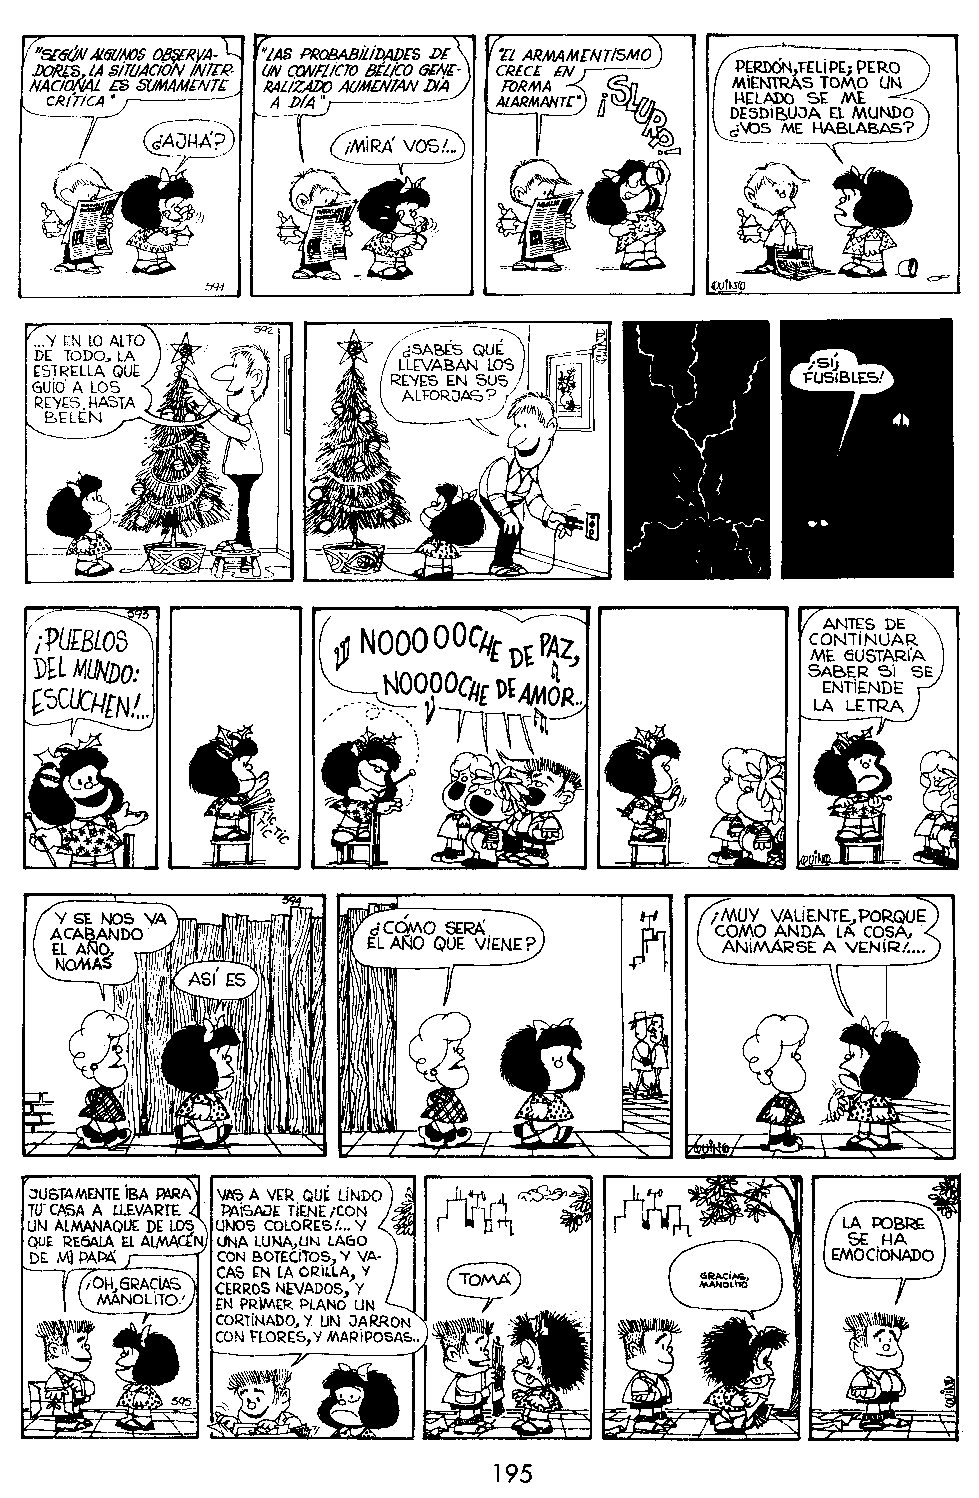 "SEGÚN ALGUNOS OBSERVA-
DORES, LA SITUACIÓN INTER-
NACIONAL ES SUMAMENTE
CRÍTICA"
¿AJHÁ?
591
"LAS PROBABILIDADES DE
UN CONFLICTO BÉLICO GENE-
RALIZADO AUMENTAN DÍA
A DÍA"
¡MIRÁ VOS!...
"EL ARMAMENTISMO
CRECE EN
FORMA
ALARMANTE"
¡SLURP!
PERDÓN, FELIPE; PERO
MIENTRAS TOMO UN
HELADO SE ME
DESDIBUJA EL MUNDO
¿VOS ME HABLABAS?
QUINO
592
...Y EN LO ALTO
DE TODO, LA
ESTRELLA QUE
GUIÓ A LOS
REYES, HASTA
BELÉN
¿SABÉS QUÉ
LLEVABAN LOS
REYES EN SUS
ALFORJAS?
¡SÍ,
FUSIBLES!
593
¡PUEBLOS
DEL MUNDO:
ESCUCHEN!...
TIC TIC
TIC
NOOOOOCHE DE PAZ,
NOOOOCHE DE AMOR..
ANTES DE
CONTINUAR
ME GUSTARÍA
SABER SI SE
ENTIENDE
LA LETRA
QUINO
594
Y SE NOS VA
ACABANDO
EL AÑO,
NOMÁS
ASÍ ES
¿CÓMO SERÁ
EL AÑO QUE VIENE?
¡MUY VALIENTE, PORQUE
COMO ANDA LA COSA,
ANIMARSE A VENIR!....
QUINO
JUSTAMENTE IBA PARA
TU CASA A LLEVARTE
UN ALMANAQUE DE LOS
QUE REGALA EL ALMACÉN
DE MI PAPÁ
¡OH, GRACIAS
MANOLITO!
595
VAS A VER QUÉ LINDO
PAISAJE TIENE ¡CON
UNOS COLORES!... Y
UNA LUNA, UN LAGO
CON BOTECITOS, Y VA-
CAS EN LA ORILLA, Y
CERROS NEVADOS, Y
EN PRIMER PLANO UN
CORTINADO, Y UN JARRÓN
CON FLORES, Y MARIPOSAS..
TOMÁ
GRACIAS,
MANOLITO
LA POBRE
SE HA
EMOCIONADO
QUINO
195